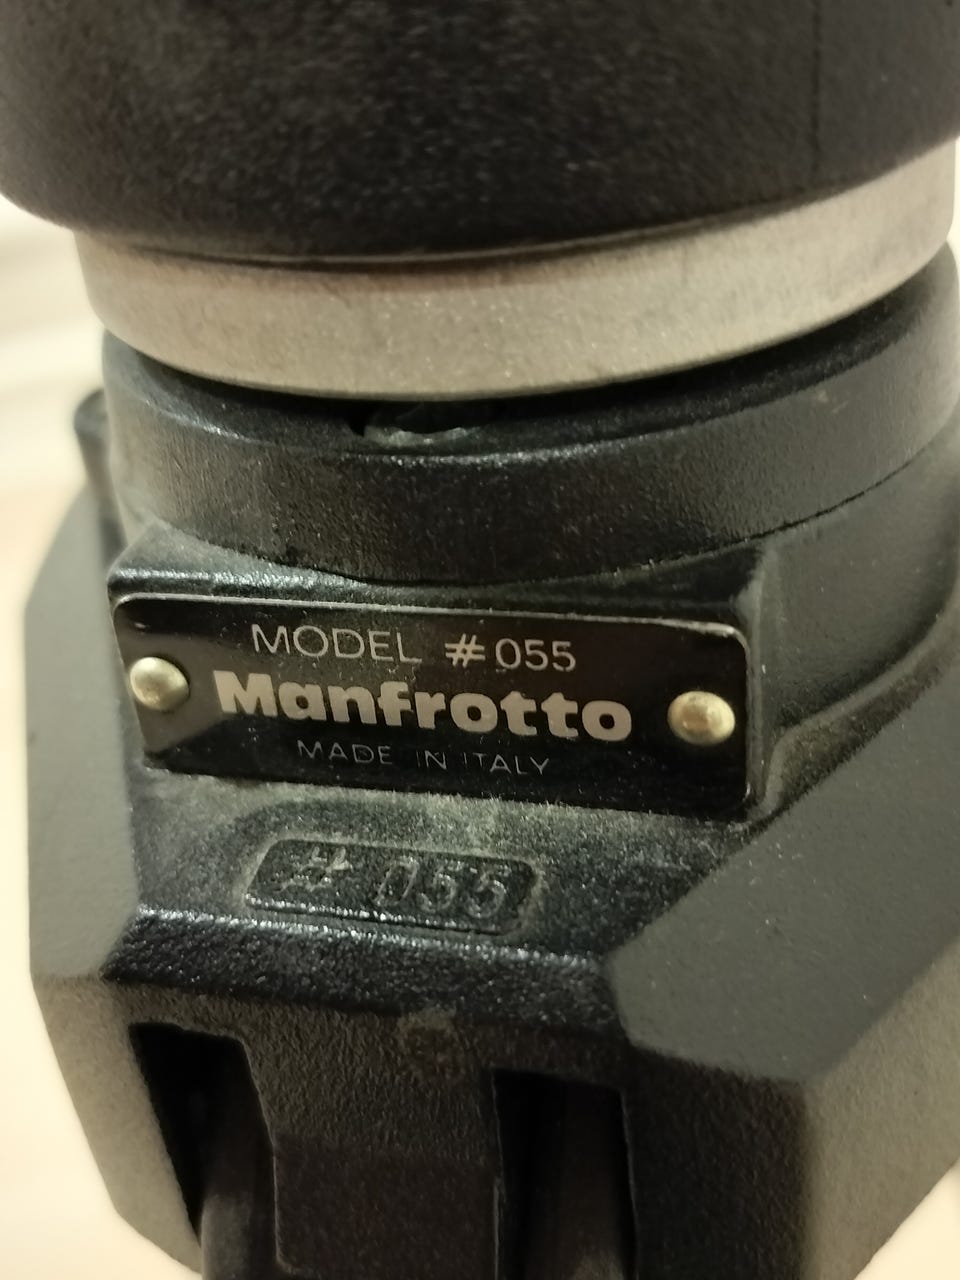 MODEL #055
Manfrotto
MADE IN ITALY
# 055